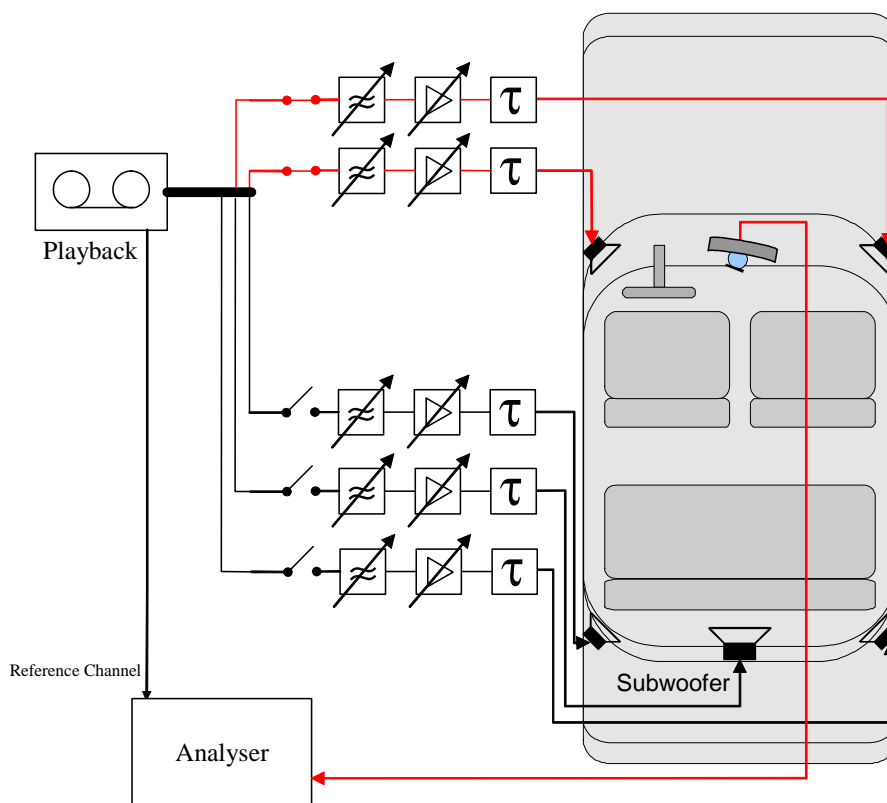 τ
τ
Playback
τ
τ
τ
Reference Channel
Subwoofer
Analyser